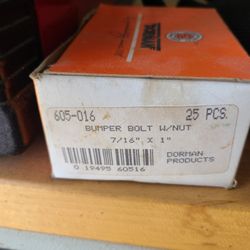 605-016
25 PCS.
BUMPER BOLT W/NUT
7/16" X 1"
DORMAN
PRODUCTS
0 19495 60516